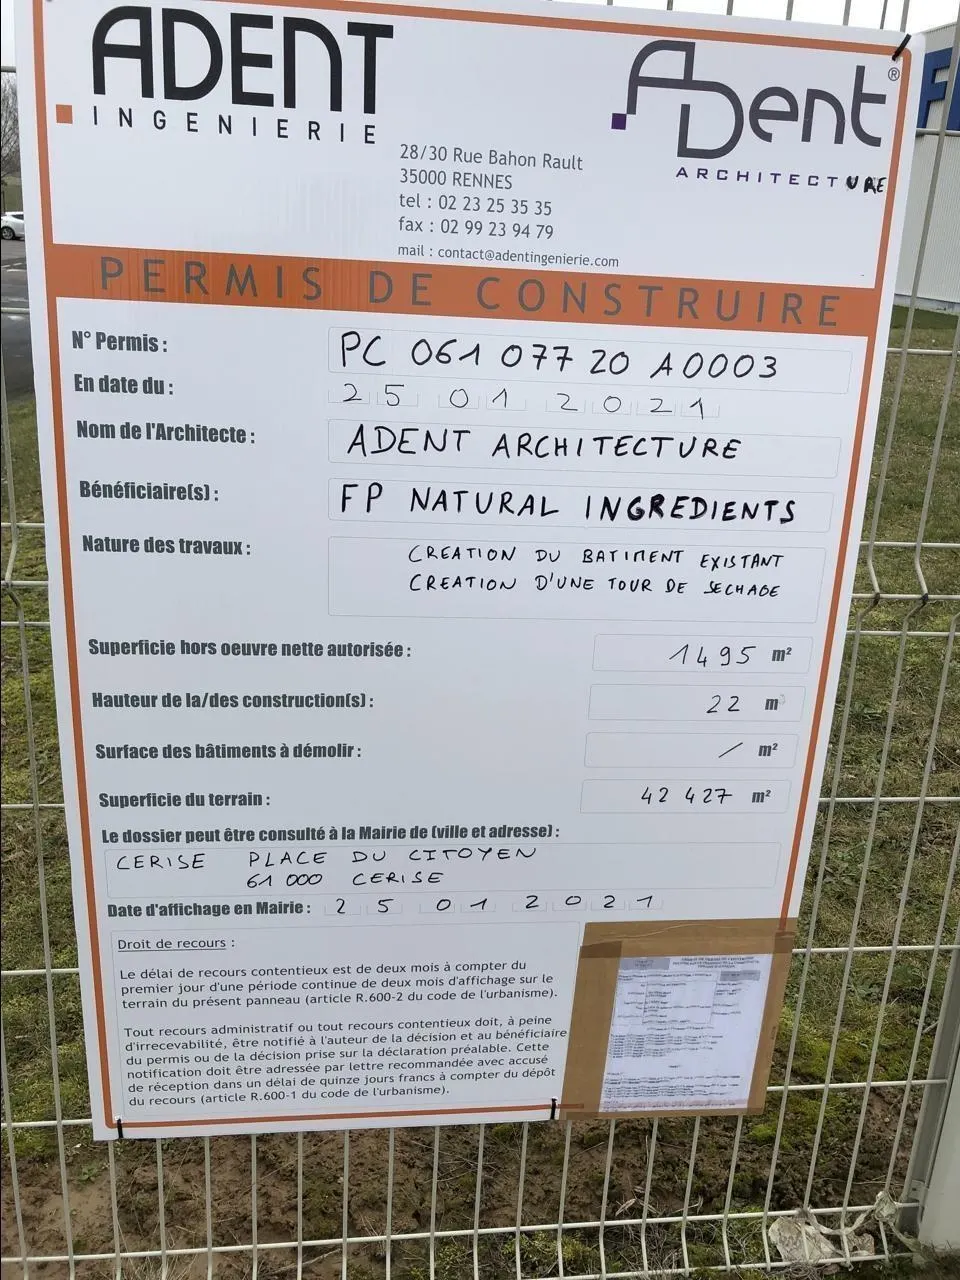 ADENT
INGENIERIE
ADent®
ARCHITECTURE
28/30 Rue Bahon Rault
35000 RENNES
tel : 02 23 25 35 35
fax : 02 99 23 94 79
mail : contact@adentingenierie.com
PERMIS DE CONSTRUIRE
N° Permis : PC 061 077 20 A0003
En date du : 25 01 2021
Nom de l'Architecte : ADENT ARCHITECTURE
Bénéficiaire(s) : FP NATURAL INGREDIENTS
Nature des travaux : CREATION DU BATIMENT EXISTANT
CREATION D'UNE TOUR DE SECHAGE
Superficie hors oeuvre nette autorisée : 1495 m²
Hauteur de la/des construction(s) : 22 m
Surface des bâtiments à démolir : / m²
Superficie du terrain : 42 427 m²
Le dossier peut être consulté à la Mairie de (ville et adresse) :
CERISE PLACE DU CITOYEN
61 000 CERISE
Date d'affichage en Mairie : 25 01 2021
Droit de recours :
Le délai de recours contentieux est de deux mois à compter du
premier jour d'une période continue de deux mois d'affichage sur le
terrain du présent panneau (article R.600-2 du code de l'urbanisme).
Tout recours administratif ou tout recours contentieux doit, à peine
d'irrecevabilité, être notifié à l'auteur de la décision et au bénéficiaire
du permis ou de la décision prise sur la déclaration préalable. Cette
notification doit être adressée par lettre recommandée avec accusé
de réception dans un délai de quinze jours francs à compter du dépôt
du recours (article R.600-1 du code de l'urbanisme).